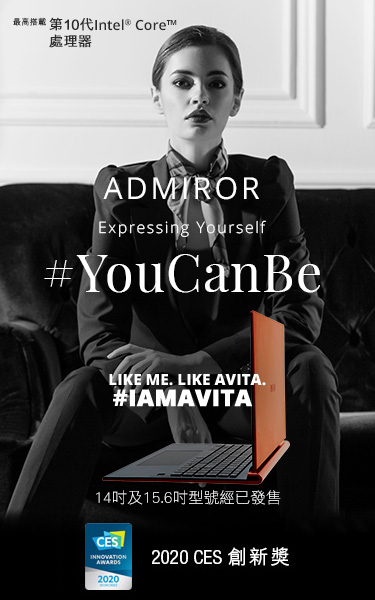 最高搭載 第10代Intel® Core™
處理器
ADMIROR
Expressing Yourself
#YouCanBe
LIKE ME. LIKE AVITA.
#IAMAVITA
14吋及15.6吋型號經已發售
CES
INNOVATION
AWARDS
2020
2020 CES 創新獎